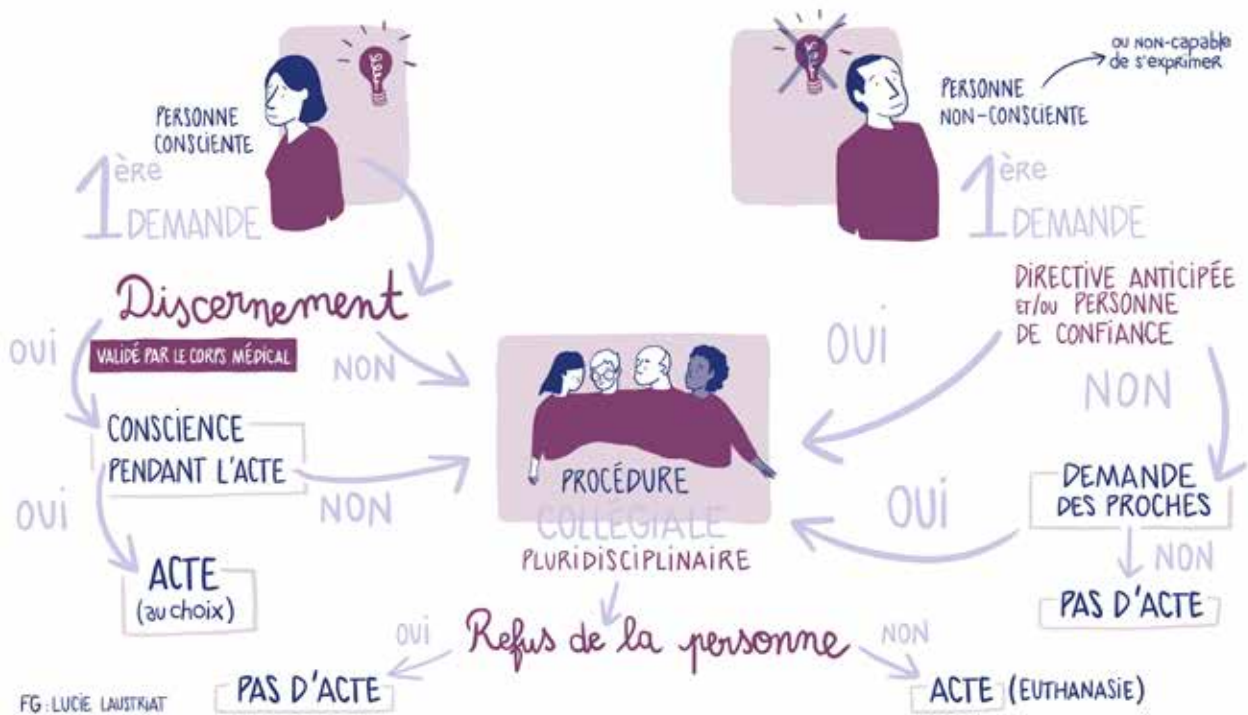 PERSONNE
CONSCIENTE
1ère
DEMANDE
Discernement
VALIDÉ PAR LE CORPS MÉDICAL
OUI
NON
CONSCIENCE
PENDANT L'ACTE
OUI
NON
ACTE
(au choix)
PERSONNE
NON-CONSCIENTE
OU NON-CAPABLE
DE S'EXPRIMER
1ère
DEMANDE
DIRECTIVE ANTICIPÉE
ET/OU PERSONNE
DE CONFIANCE
OUI
NON
DEMANDE
DES PROCHES
OUI
NON
PAS D'ACTE
PROCÉDURE
COLLÉGIALE
PLURIDISCIPLINAIRE
Refus de la personne
OUI
NON
PAS D'ACTE
ACTE (EUTHANASIE)
FG : LUCIE LAUSTRIAT